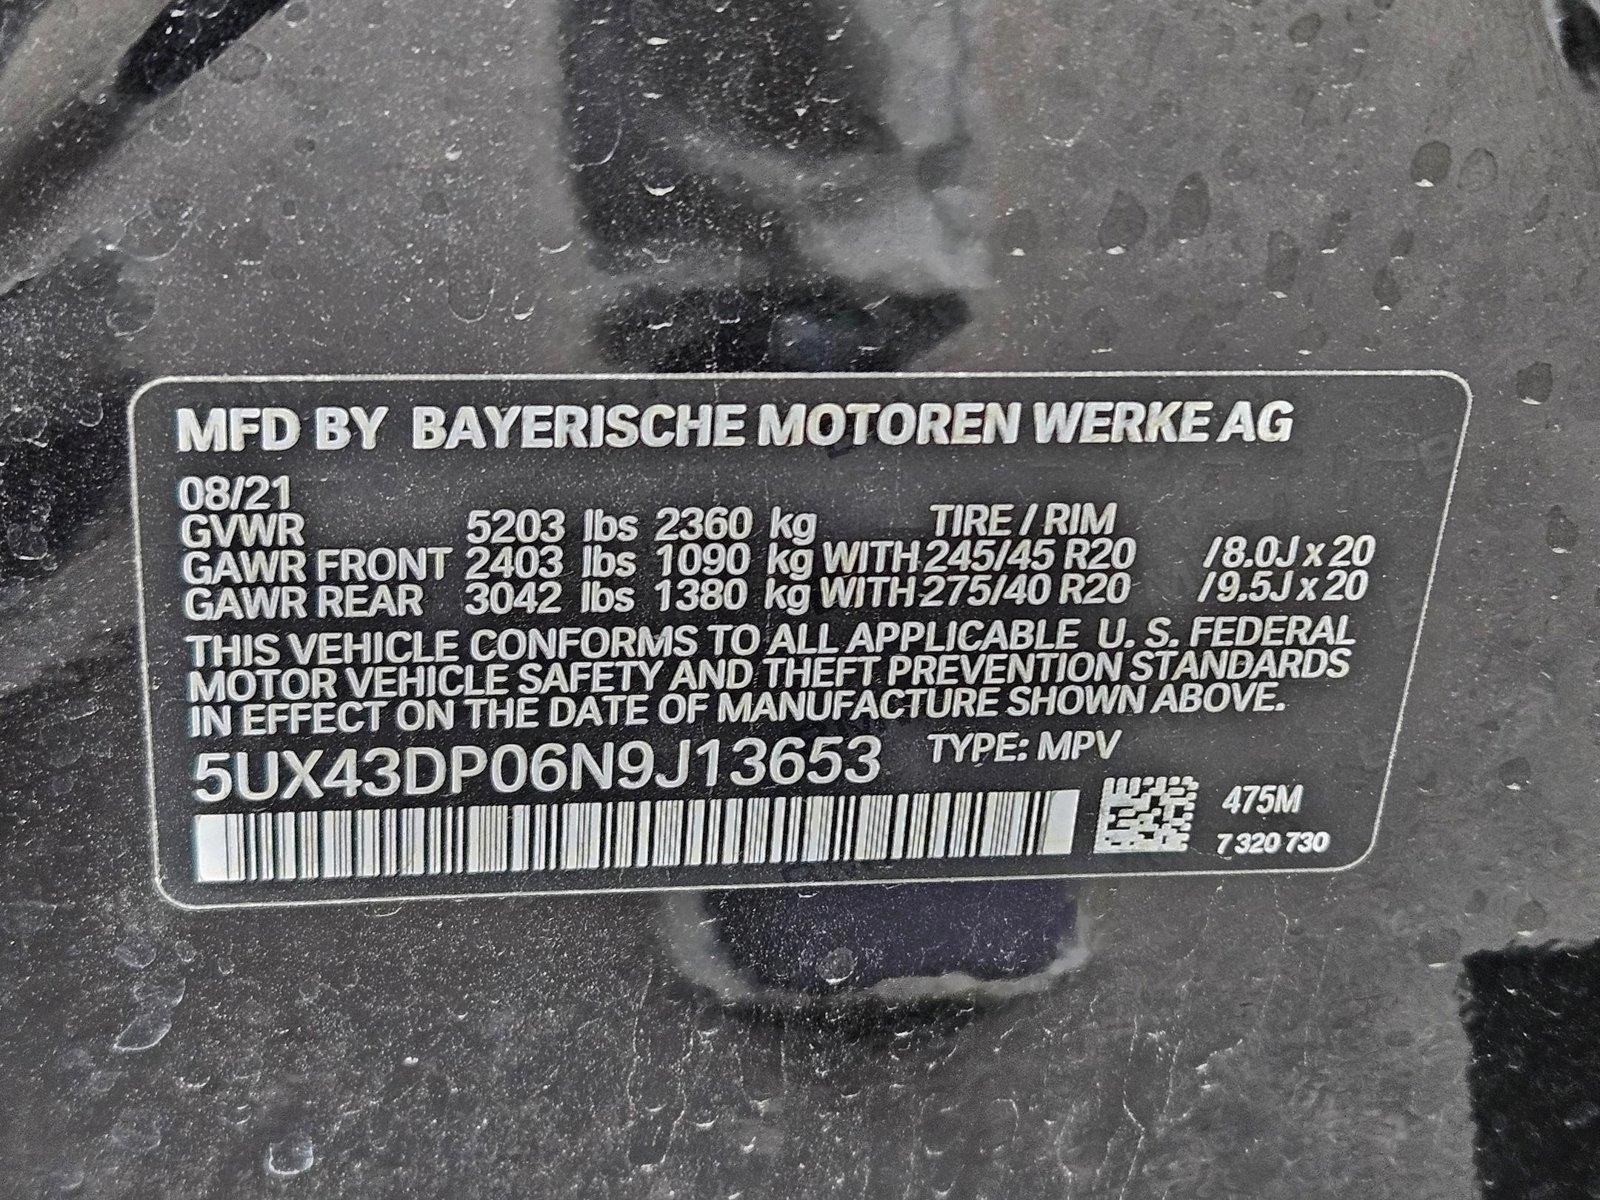 MFD BY BAYERISCHE MOTOREN WERKE AG
08/21
GVWR 5203 lbs 2360 kg TIRE / RIM
GAWR FRONT 2403 lbs 1090 kg WITH 245/45 R20 /8.0J x 20
GAWR REAR 3042 lbs 1380 kg WITH 275/40 R20 /9.5J x 20
THIS VEHICLE CONFORMS TO ALL APPLICABLE U. S. FEDERAL
MOTOR VEHICLE SAFETY AND THEFT PREVENTION STANDARDS
IN EFFECT ON THE DATE OF MANUFACTURE SHOWN ABOVE.
5UX43DP06N9J13653 TYPE: MPV
475M
7 320 730